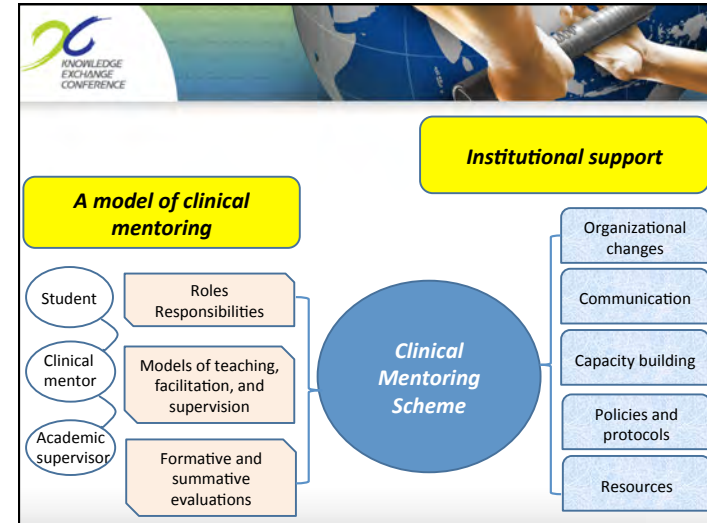 KNOWLEDGE
EXCHANGE
CONFERENCE
Institutional support
A model of clinical
mentoring
Student
Clinical
mentor
Academic
supervisor
Roles
Responsibilities
Models of teaching,
facilitation, and
supervision
Formative and
summative
evaluations
Clinical
Mentoring
Scheme
Organizational
changes
Communication
Capacity building
Policies and
protocols
Resources